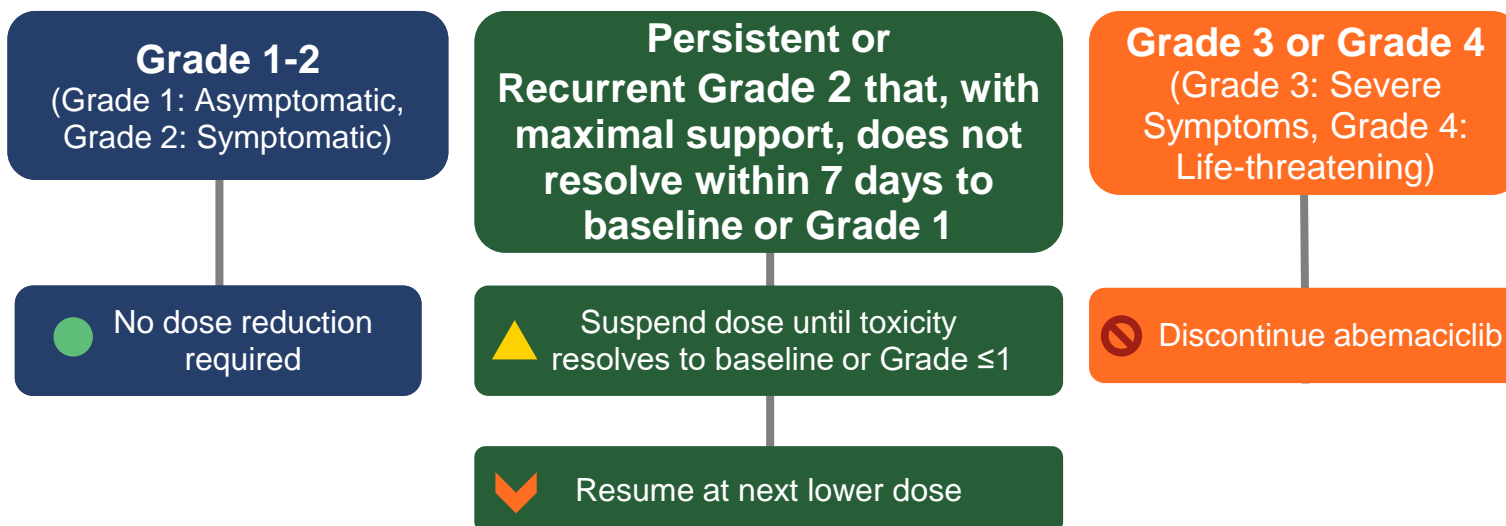 Grade 1-2
(Grade 1: Asymptomatic,
Grade 2: Symptomatic)
No dose reduction
required
Persistent or
Recurrent Grade 2 that, with
maximal support, does not
resolve within 7 days to
baseline or Grade 1
Suspend dose until toxicity
resolves to baseline or Grade ≤1
Resume at next lower dose
Grade 3 or Grade 4
(Grade 3: Severe
Symptoms, Grade 4:
Life-threatening)
Discontinue abemaciclib